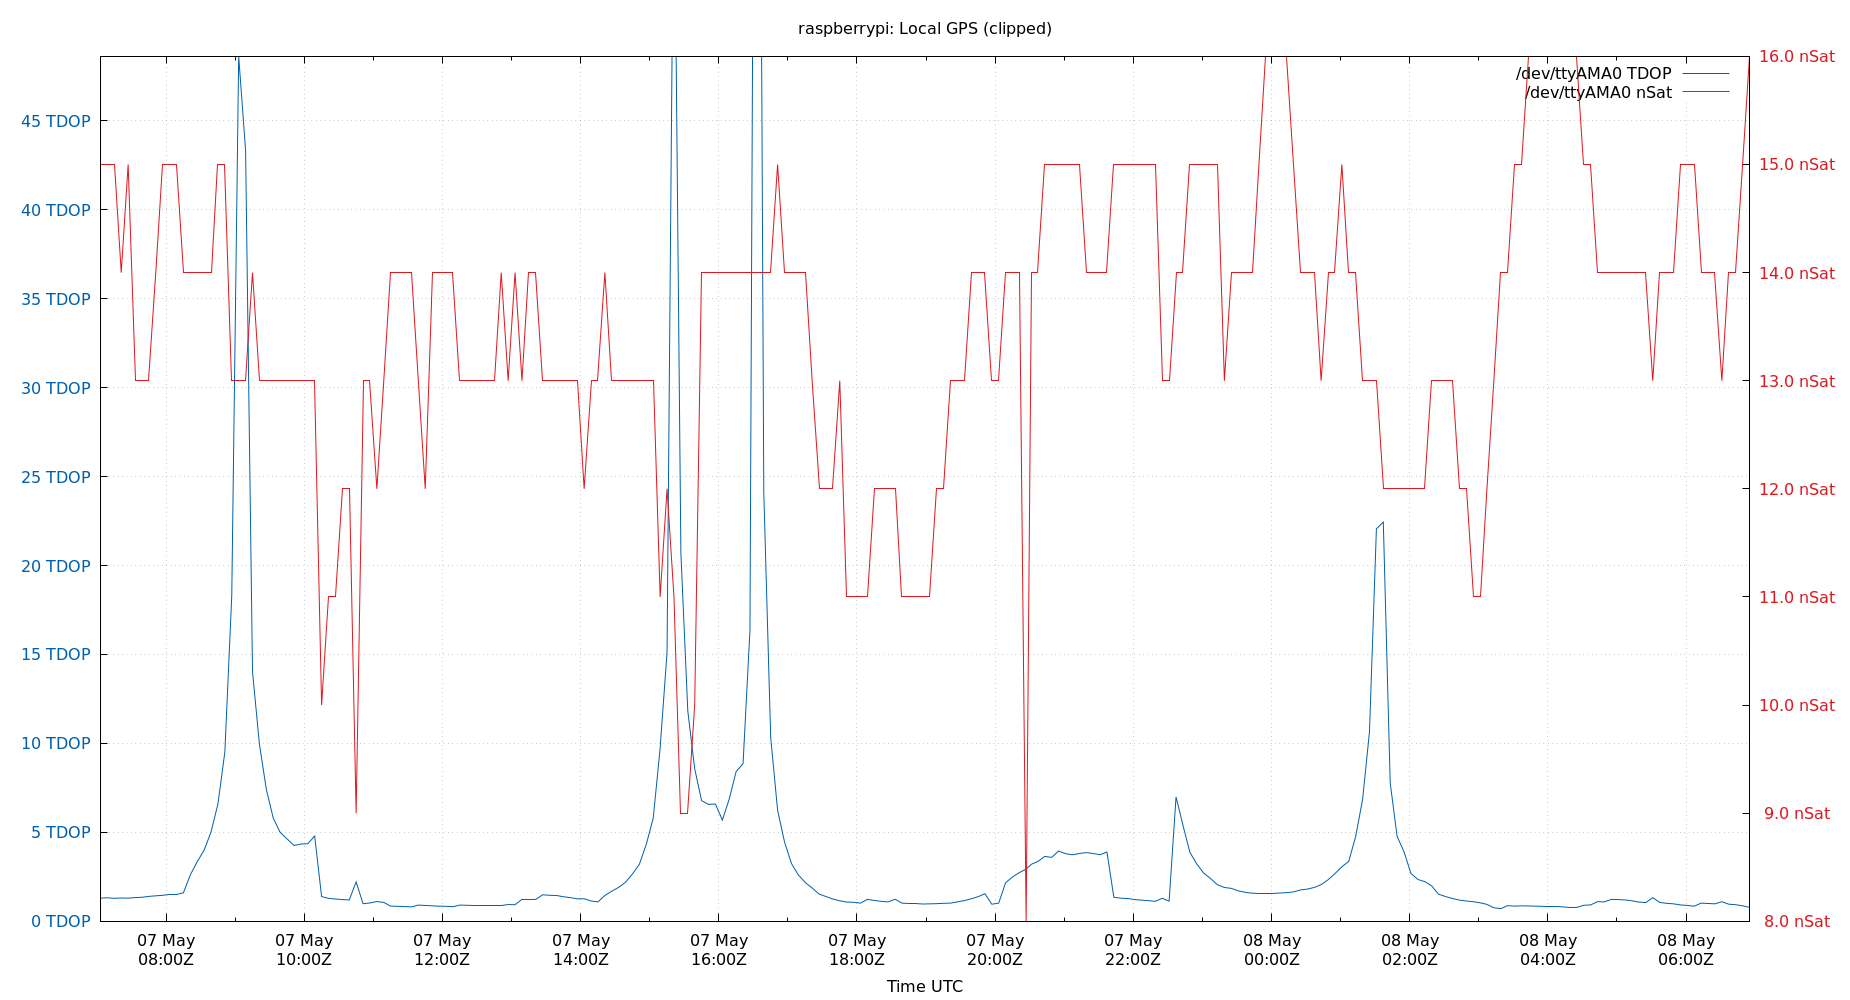 raspberrypi: Local GPS (clipped)
/dev/ttyAMA0 TDOP
/dev/ttyAMA0 nSat
45 TDOP
40 TDOP
35 TDOP
30 TDOP
25 TDOP
20 TDOP
15 TDOP
10 TDOP
5 TDOP
0 TDOP
16.0 nSat
15.0 nSat
14.0 nSat
13.0 nSat
12.0 nSat
11.0 nSat
10.0 nSat
9.0 nSat
8.0 nSat
07 May 07 May 07 May 07 May 07 May 07 May 07 May 07 May 08 May 08 May 08 May 08 May
08:00Z 10:00Z 12:00Z 14:00Z 16:00Z 18:00Z 20:00Z 22:00Z 00:00Z 02:00Z 04:00Z 06:00Z
Time UTC